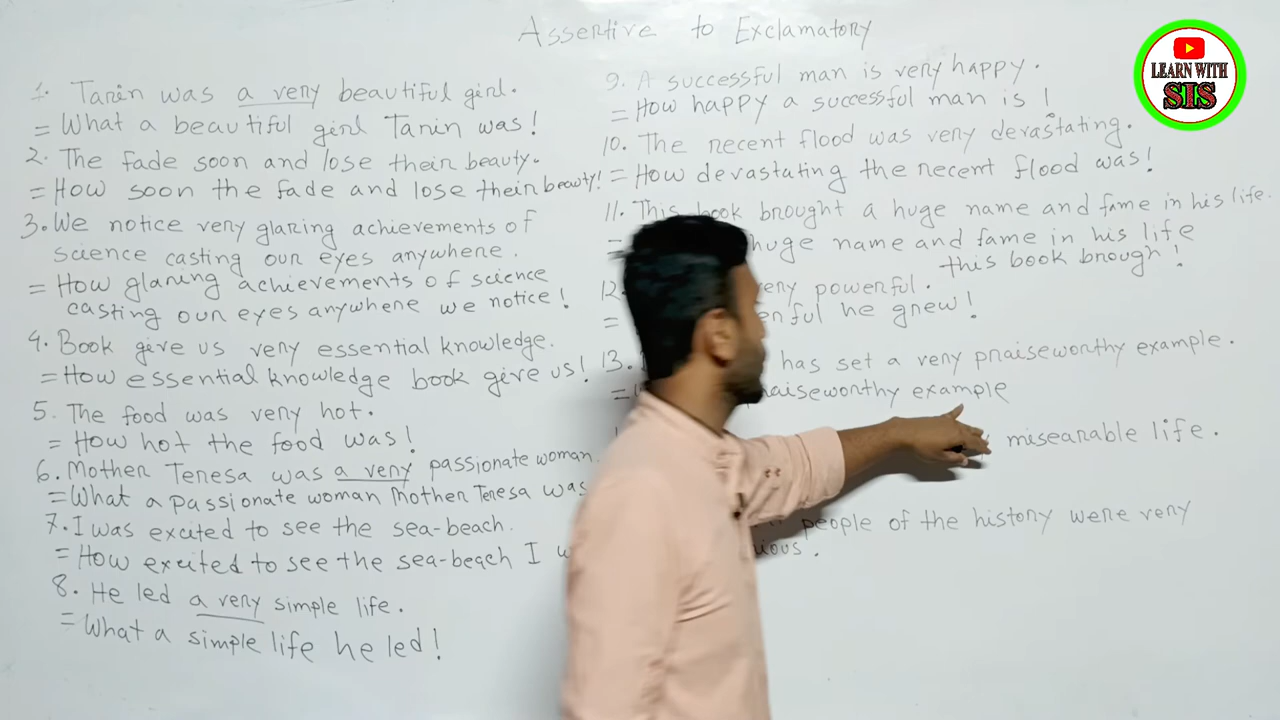 Assertive to Exclamatory
1. Tanin was a very beautiful girl.
= What a beautiful girl Tanin was!
2. The fade soon and lose their beauty.
= How soon the fade and lose their beauty!
3. We notice very glaring achievements of
science casting our eyes anywhere.
= How glaring achievements of science
casting our eyes anywhere we notice!
4. Book give us very essential knowledge.
= How essential knowledge book give us!
5. The food was very hot.
= How hot the food was!
6. Mother Teresa was a very passionate woman.
= What a passionate woman Mother Teresa was
7. I was excited to see the sea-beach.
= How excited to see the sea-beach I
8. He led a very simple life.
= What a simple life he led!
9. A successful man is very happy.
= How happy a successful man is!
10. The recent flood was very devastating.
= How devastating the recent flood was!
11. This book brought a huge name and fame in his life.
= huge name and fame in his life
this book brough!
12. very powerful.
= he grew!
13. has set a very praiseworthy example.
= praiseworthy example
misearable life.
people of the history were very
LEARN WITH
SIS